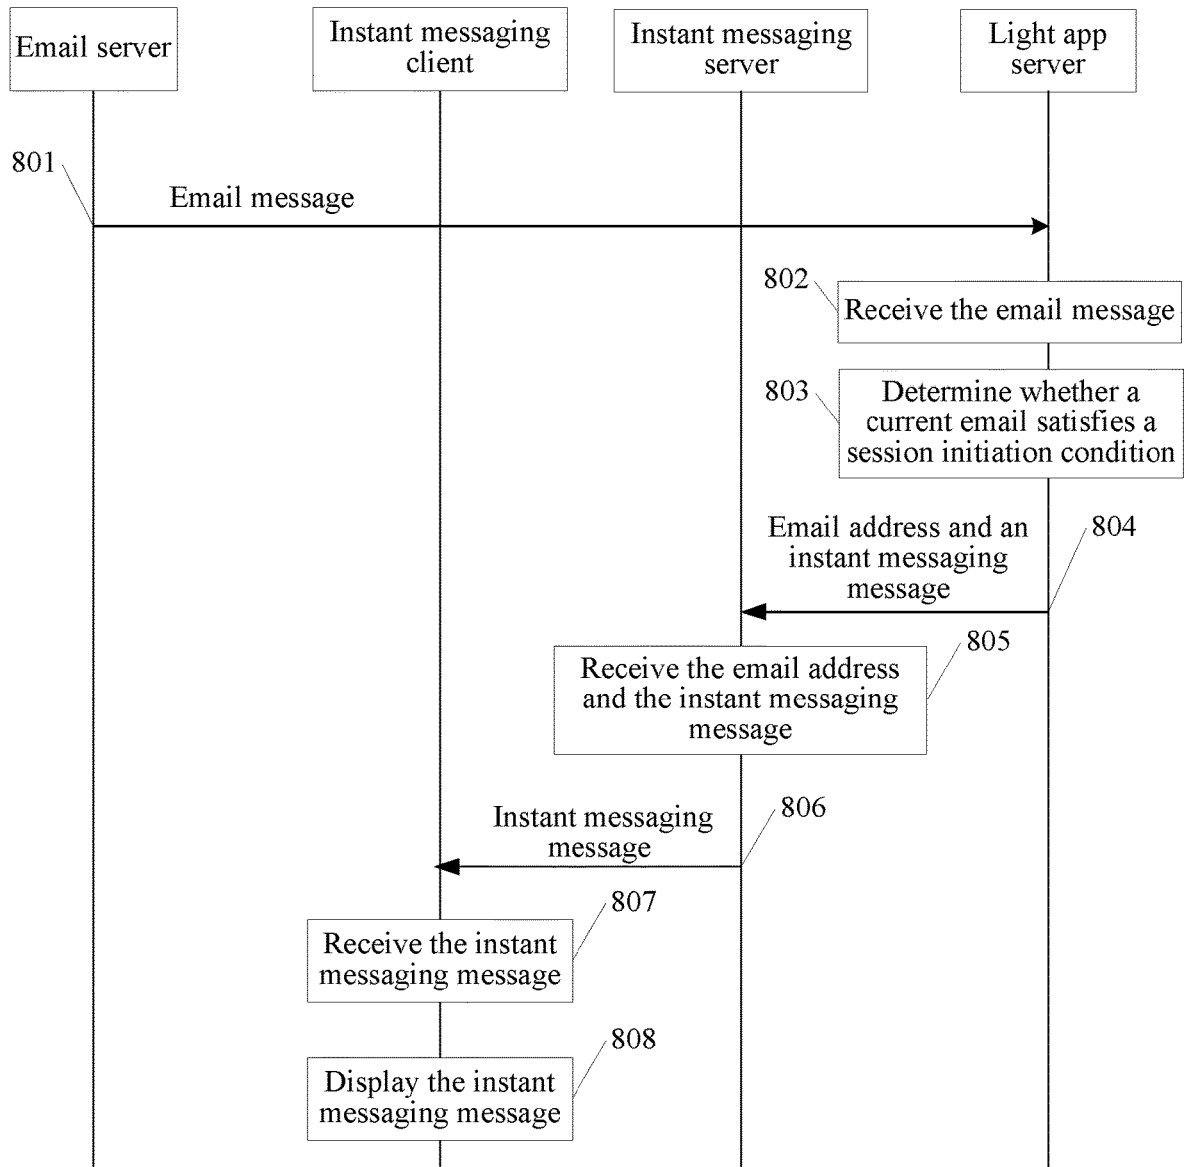 Email server
Instant messaging
client
Instant messaging
server
Light app
server
801
Email message
802
Receive the email message
803
Determine whether a
current email satisfies a
session initiation condition
Email address and an
instant messaging
message
804
805
Receive the email address
and the instant messaging
message
Instant messaging
message
806
807
Receive the instant
messaging message
808
Display the instant
messaging message